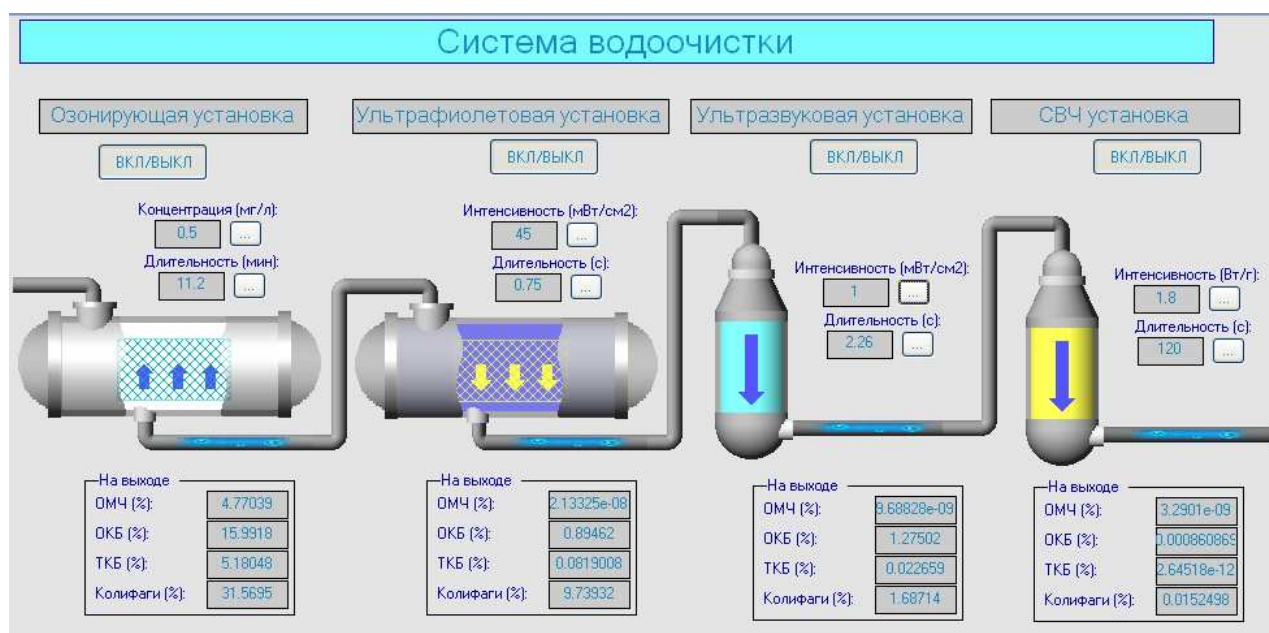 Система водоочистки
Озонирующая установка
Ультрафиолетовая установка
Ультразвуковая установка
СВЧ установка
ВКЛ/ВЫКЛ
ВКЛ/ВЫКЛ
ВКЛ/ВЫКЛ
ВКЛ/ВЫКЛ
Концентрация (мг/л):
0.5 ...
Длительность (мин):
11.2 ...
Интенсивность (мВт/см2):
45 ...
Длительность (с):
0.75 ...
Интенсивность (мВт/см2):
1 ...
Длительность (с):
2.26 ...
Интенсивность (Вт/г):
1.8 ...
Длительность (с):
120 ...
На выходе
ОМЧ (%): 4.77039
ОКБ (%): 15.9918
ТКБ (%): 5.18048
Колифаги (%): 31.5695
На выходе
ОМЧ (%): 2.13325e-08
ОКБ (%): 0.89462
ТКБ (%): 0.0819008
Колифаги (%): 9.73932
На выходе
ОМЧ (%): 9.68828e-09
ОКБ (%): 1.27502
ТКБ (%): 0.022659
Колифаги (%): 1.68714
На выходе
ОМЧ (%): 3.2901e-09
ОКБ (%): 0.000860869
ТКБ (%): 2.64518e-12
Колифаги (%): 0.0152498